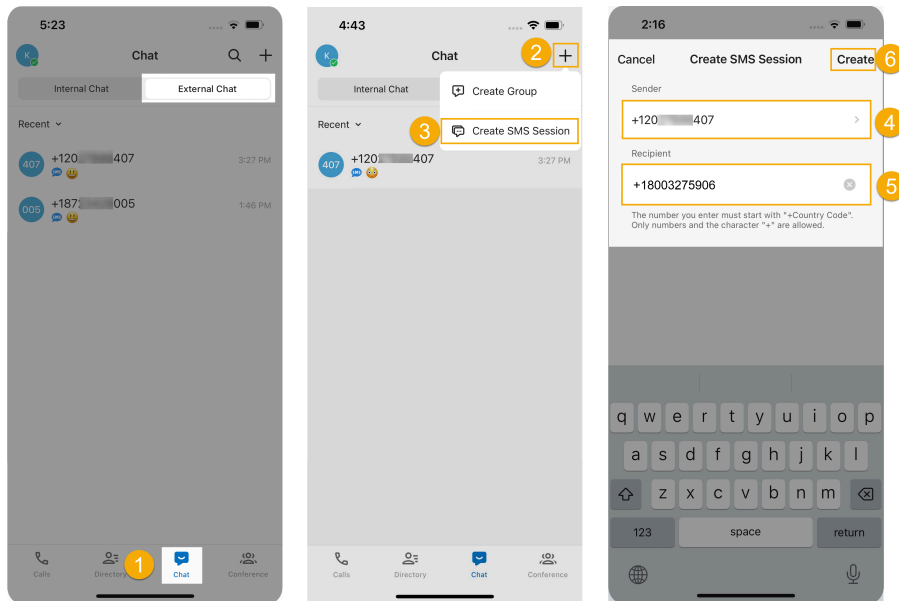 5:23
K
Chat
Internal Chat
External Chat
Recent
407
+120 407
3:27 PM
SMS
005
+187 005
1:46 PM
SMS
1
Calls
Directory
Chat
Conference
4:43
K
Chat
2
Internal Chat
Create Group
3
Create SMS Session
Recent
407
+120 407
3:27 PM
SMS
Calls
Directory
Chat
Conference
2:16
Cancel
Create SMS Session
Create
6
Sender
+120 407
4
Recipient
+18003275906
5
The number you enter must start with "+Country Code".
Only numbers and the character "+" are allowed.
q w e r t y u i o p
a s d f g h j k l
z x c v b n m
123 space return